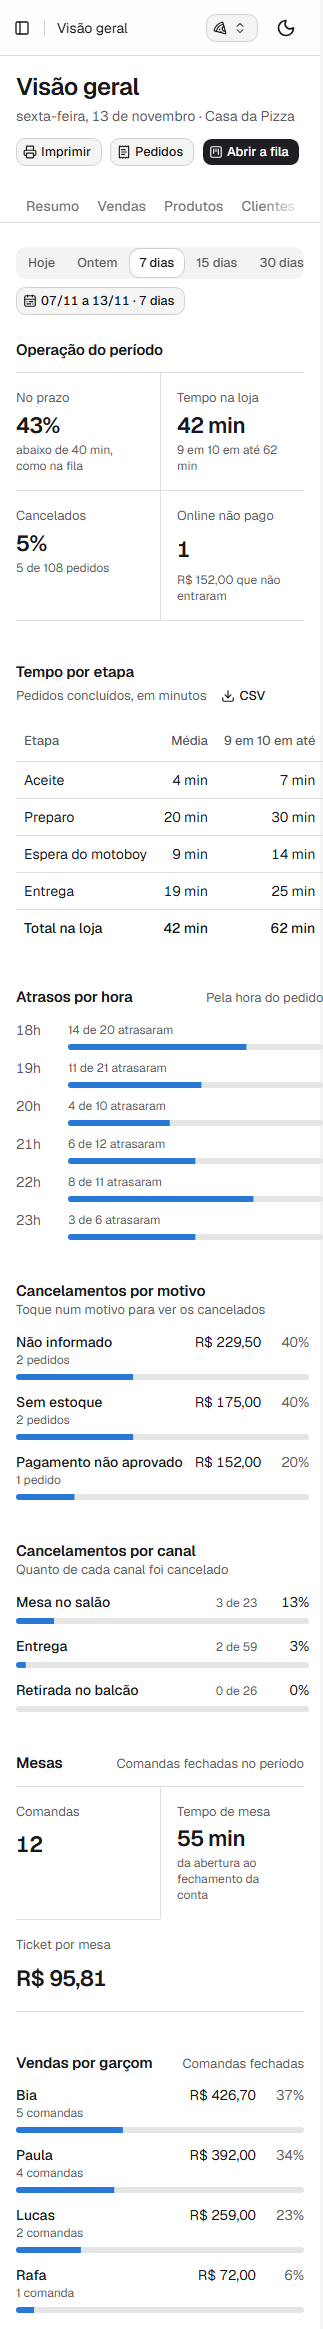 Visão geral
Visão geral
sexta-feira, 13 de novembro · Casa da Pizza
Imprimir
Pedidos
Abrir a fila
Resumo Vendas Produtos Clientes
Hoje Ontem 7 dias 15 dias 30 dias
07/11 a 13/11 · 7 dias
Operação do período
No prazo
43%
abaixo de 40 min,
como na fila
Tempo na loja
42 min
9 em 10 em até 62
min
Cancelados
5%
5 de 108 pedidos
Online não pago
1
R$ 152,00 que não
entraram
Tempo por etapa
Pedidos concluídos, em minutos
CSV
Etapa Média 9 em 10 em até
Aceite 4 min 7 min
Preparo 20 min 30 min
Espera do motoboy 9 min 14 min
Entrega 19 min 25 min
Total na loja 42 min 62 min
Atrasos por hora Pela hora do pedido
18h 14 de 20 atrasaram
19h 11 de 21 atrasaram
20h 4 de 10 atrasaram
21h 6 de 12 atrasaram
22h 8 de 11 atrasaram
23h 3 de 6 atrasaram
Cancelamentos por motivo
Toque num motivo para ver os cancelados
Não informado R$ 229,50 40%
2 pedidos
Sem estoque R$ 175,00 40%
2 pedidos
Pagamento não aprovado R$ 152,00 20%
1 pedido
Cancelamentos por canal
Quanto de cada canal foi cancelado
Mesa no salão 3 de 23 13%
Entrega 2 de 59 3%
Retirada no balcão 0 de 26 0%
Mesas Comandas fechadas no período
Comandas
12
Tempo de mesa
55 min
da abertura ao
fechamento da
conta
Ticket por mesa
R$ 95,81
Vendas por garçom Comandas fechadas
Bia R$ 426,70 37%
5 comandas
Paula R$ 392,00 34%
4 comandas
Lucas R$ 259,00 23%
2 comandas
Rafa R$ 72,00 6%
1 comanda